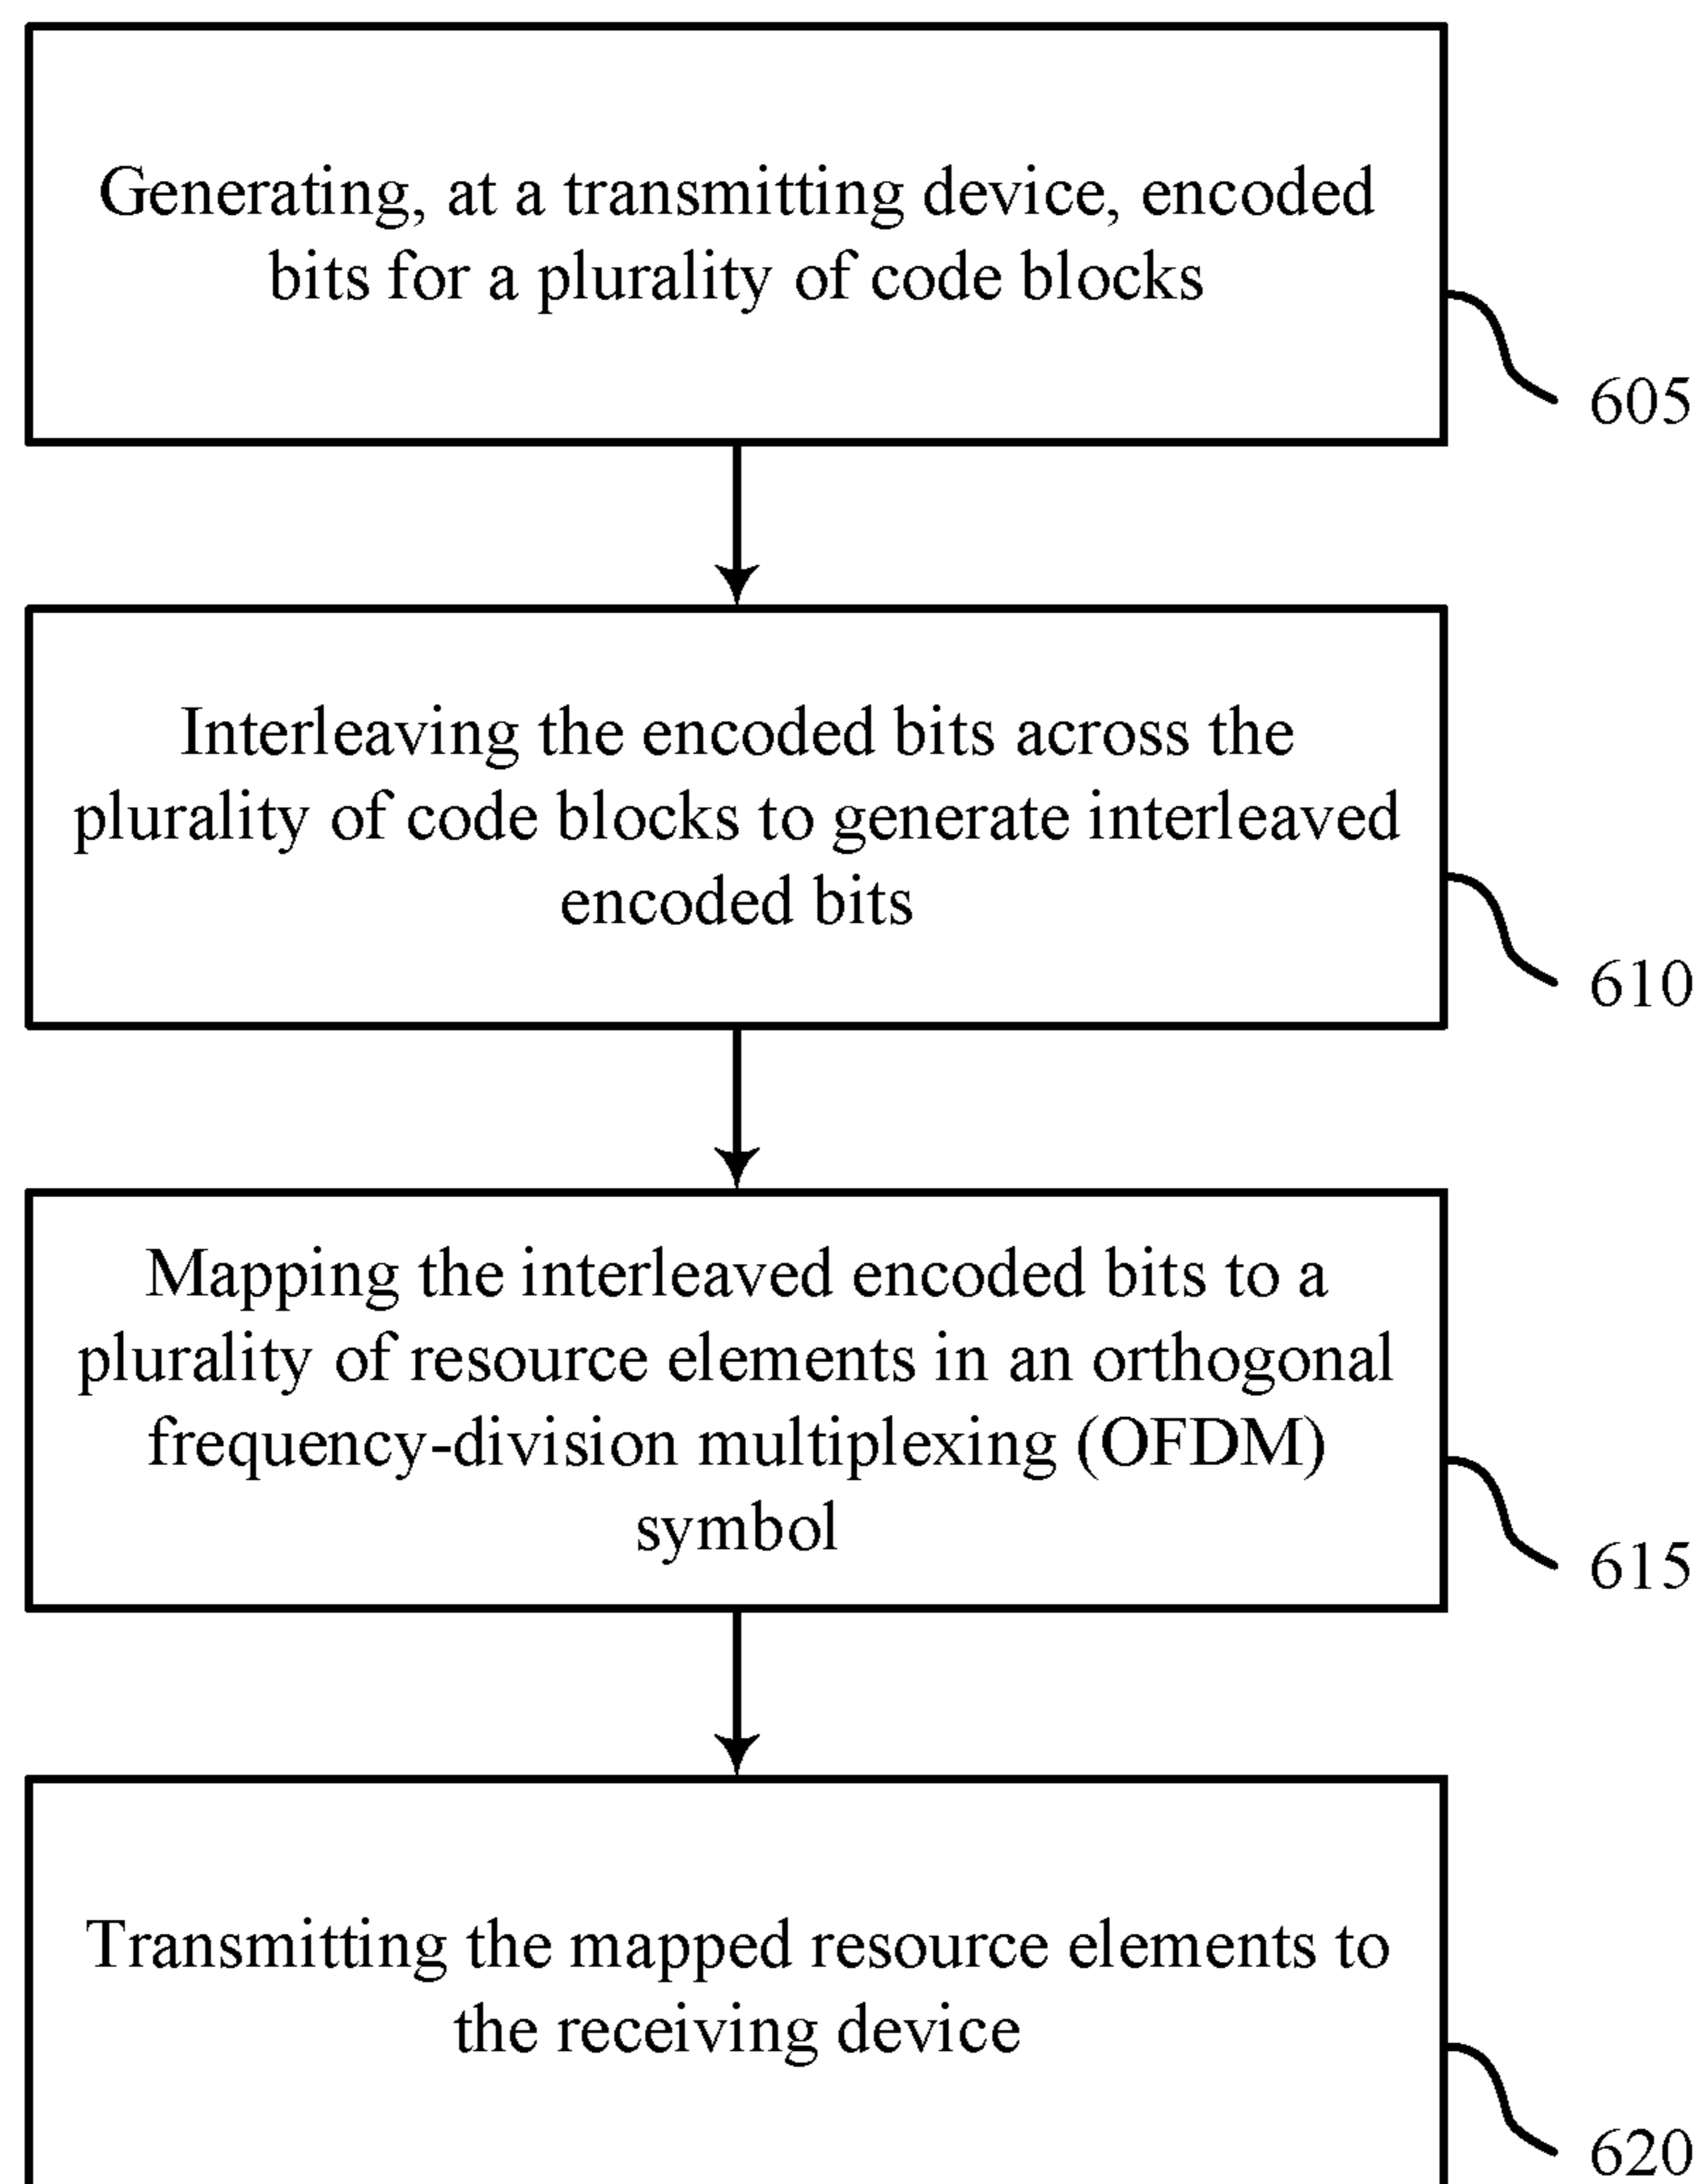 Generating, at a transmitting device, encoded
bits for a plurality of code blocks
605
Interleaving the encoded bits across the
plurality of code blocks to generate interleaved
encoded bits
610
Mapping the interleaved encoded bits to a
plurality of resource elements in an orthogonal
frequency-division multiplexing (OFDM)
symbol
615
Transmitting the mapped resource elements to
the receiving device
620